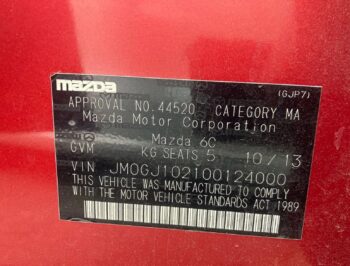 mazda (GJP7)
APPROVAL NO. 44520 CATEGORY MA
Mazda Motor Corporation
Mazda 6C
GVM KG SEATS 5 10/13
VIN JM0GJ102100124000
THIS VEHICLE WAS MANUFACTURED TO COMPLY
WITH THE MOTOR VEHICLE STANDARDS ACT 1989